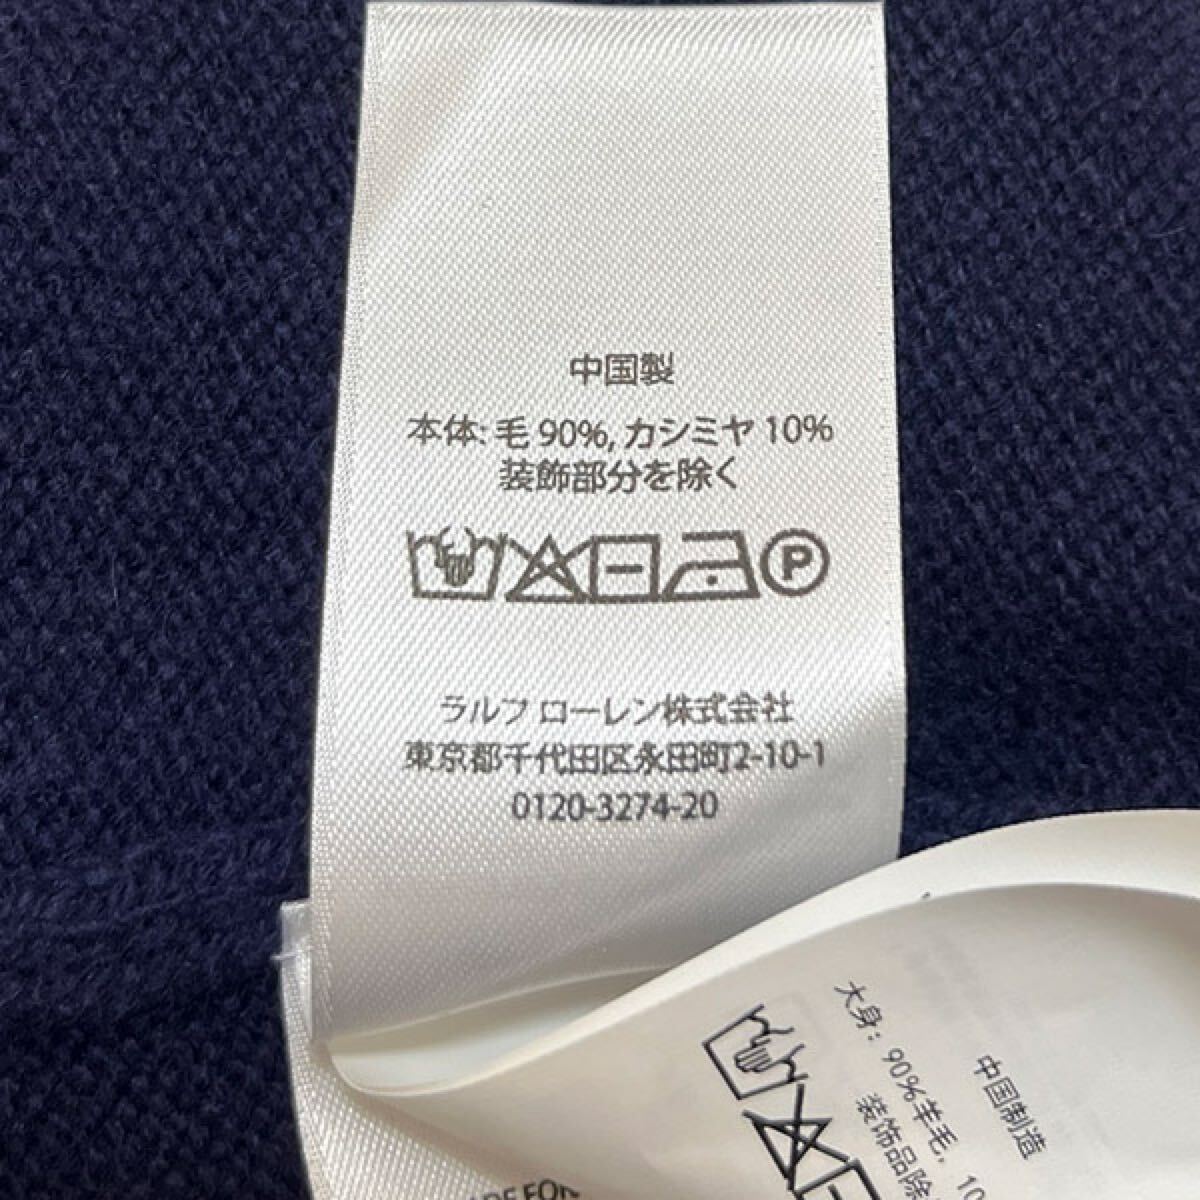 中国製
本体: 毛 90%, カシミヤ 10%
装飾部分を除く
P
ラルフ ローレン株式会社
東京都千代田区永田町2-10-1
0120-3274-20
中国制造
大身: 90%羊毛, 10
装饰品除
FOR